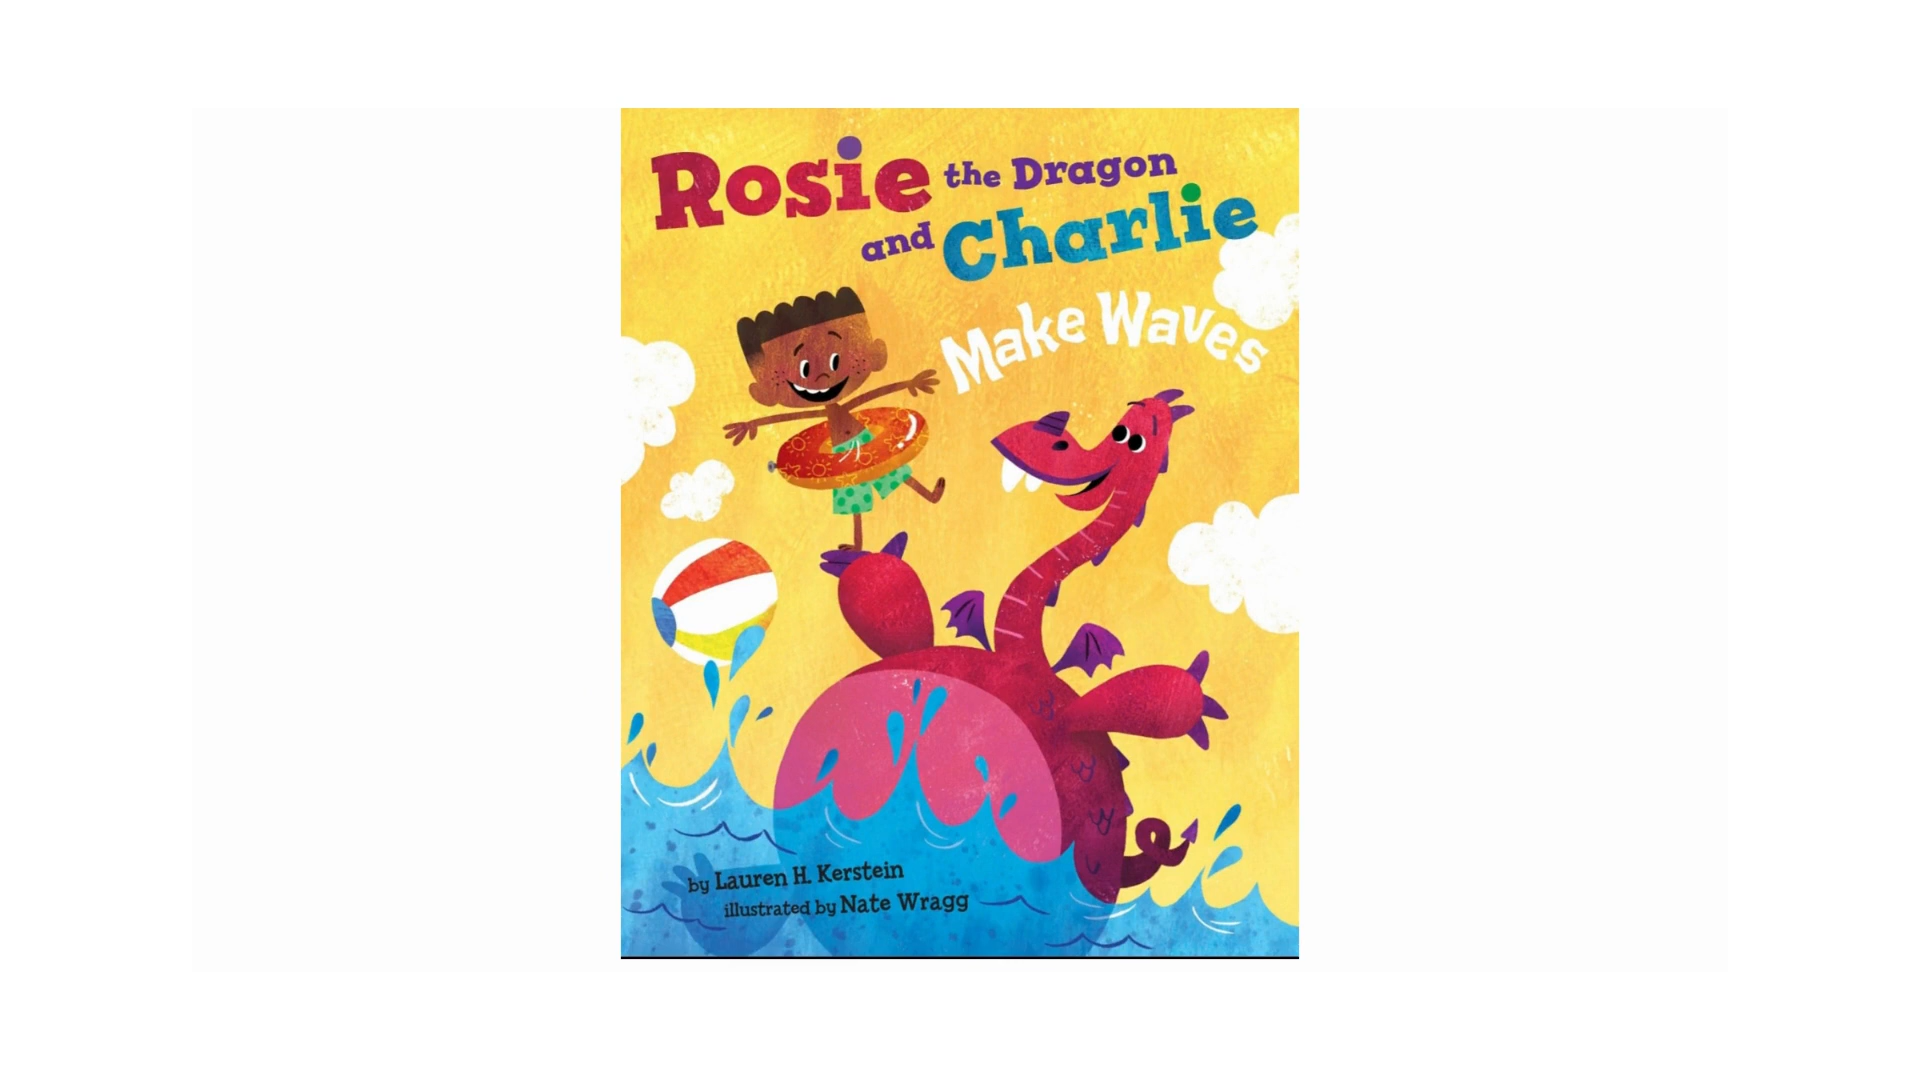 Rosie the Dragon
and Charlie
Make Waves
by Lauren H. Kerstein
illustrated by Nate Wragg